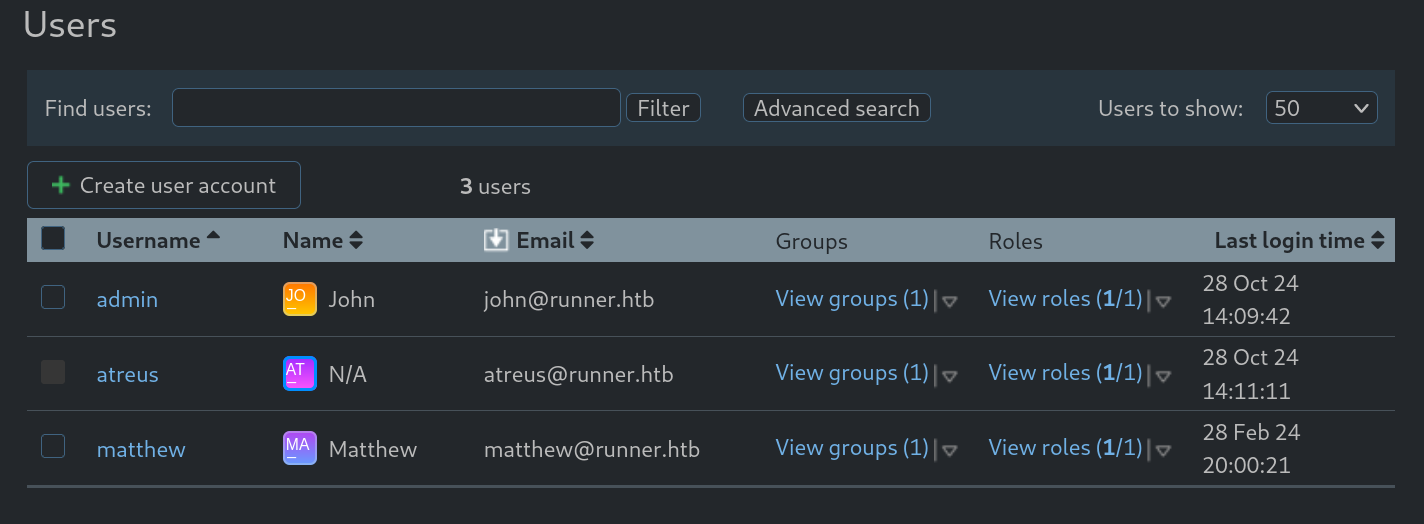 Users
Find users: Filter Advanced search Users to show: 50
Create user account 3 users
Username Name Email Groups Roles Last login time
admin JO John john@runner.htb View groups (1) View roles (1/1) 28 Oct 24
14:09:42
atreus AT N/A atreus@runner.htb View groups (1) View roles (1/1) 28 Oct 24
14:11:11
matthew MA Matthew matthew@runner.htb View groups (1) View roles (1/1) 28 Feb 24
20:00:21